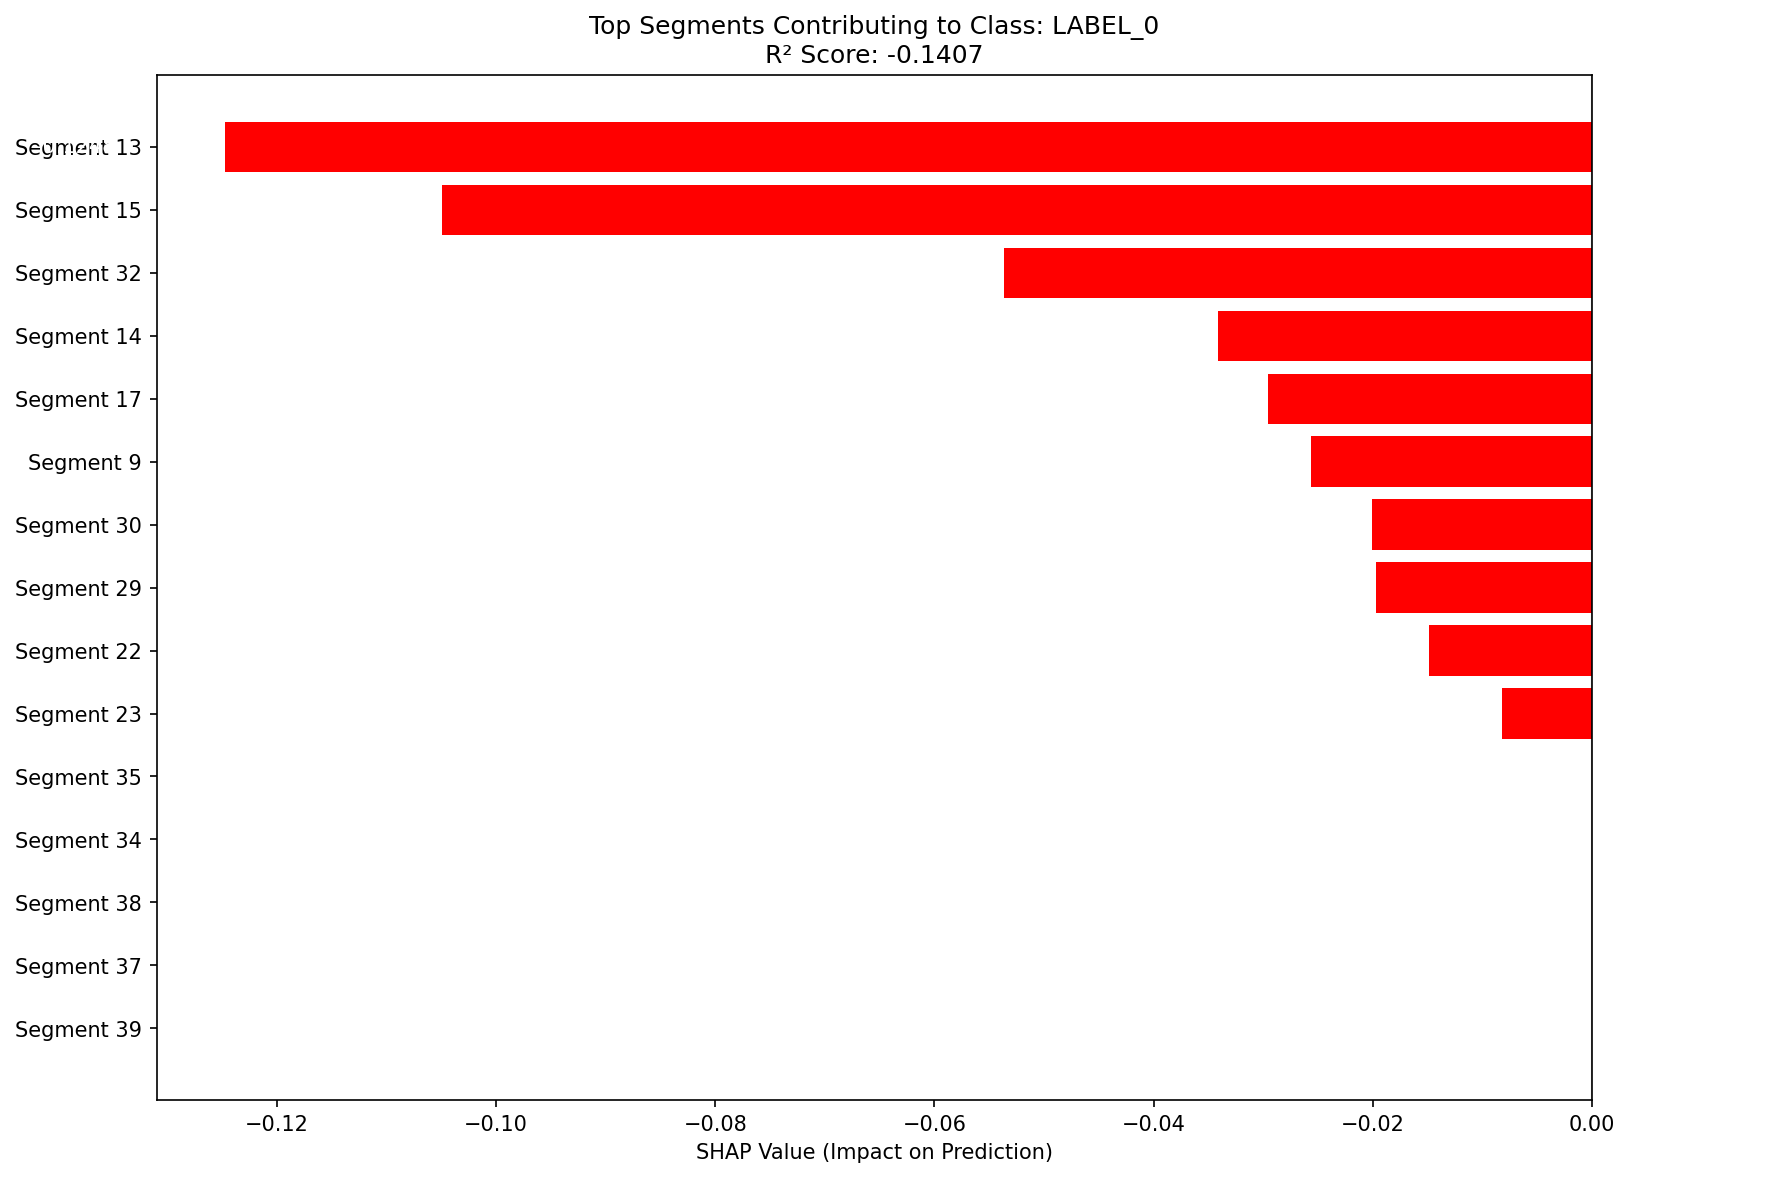 Top Segments Contributing to Class: LABEL_0
R² Score: -0.1407
Segment 13
Segment 15
Segment 32
Segment 14
Segment 17
Segment 9
Segment 30
Segment 29
Segment 22
Segment 23
Segment 35
Segment 34
Segment 38
Segment 37
Segment 39
−0.12 −0.10 −0.08 −0.06 −0.04 −0.02 0.00
SHAP Value (Impact on Prediction)